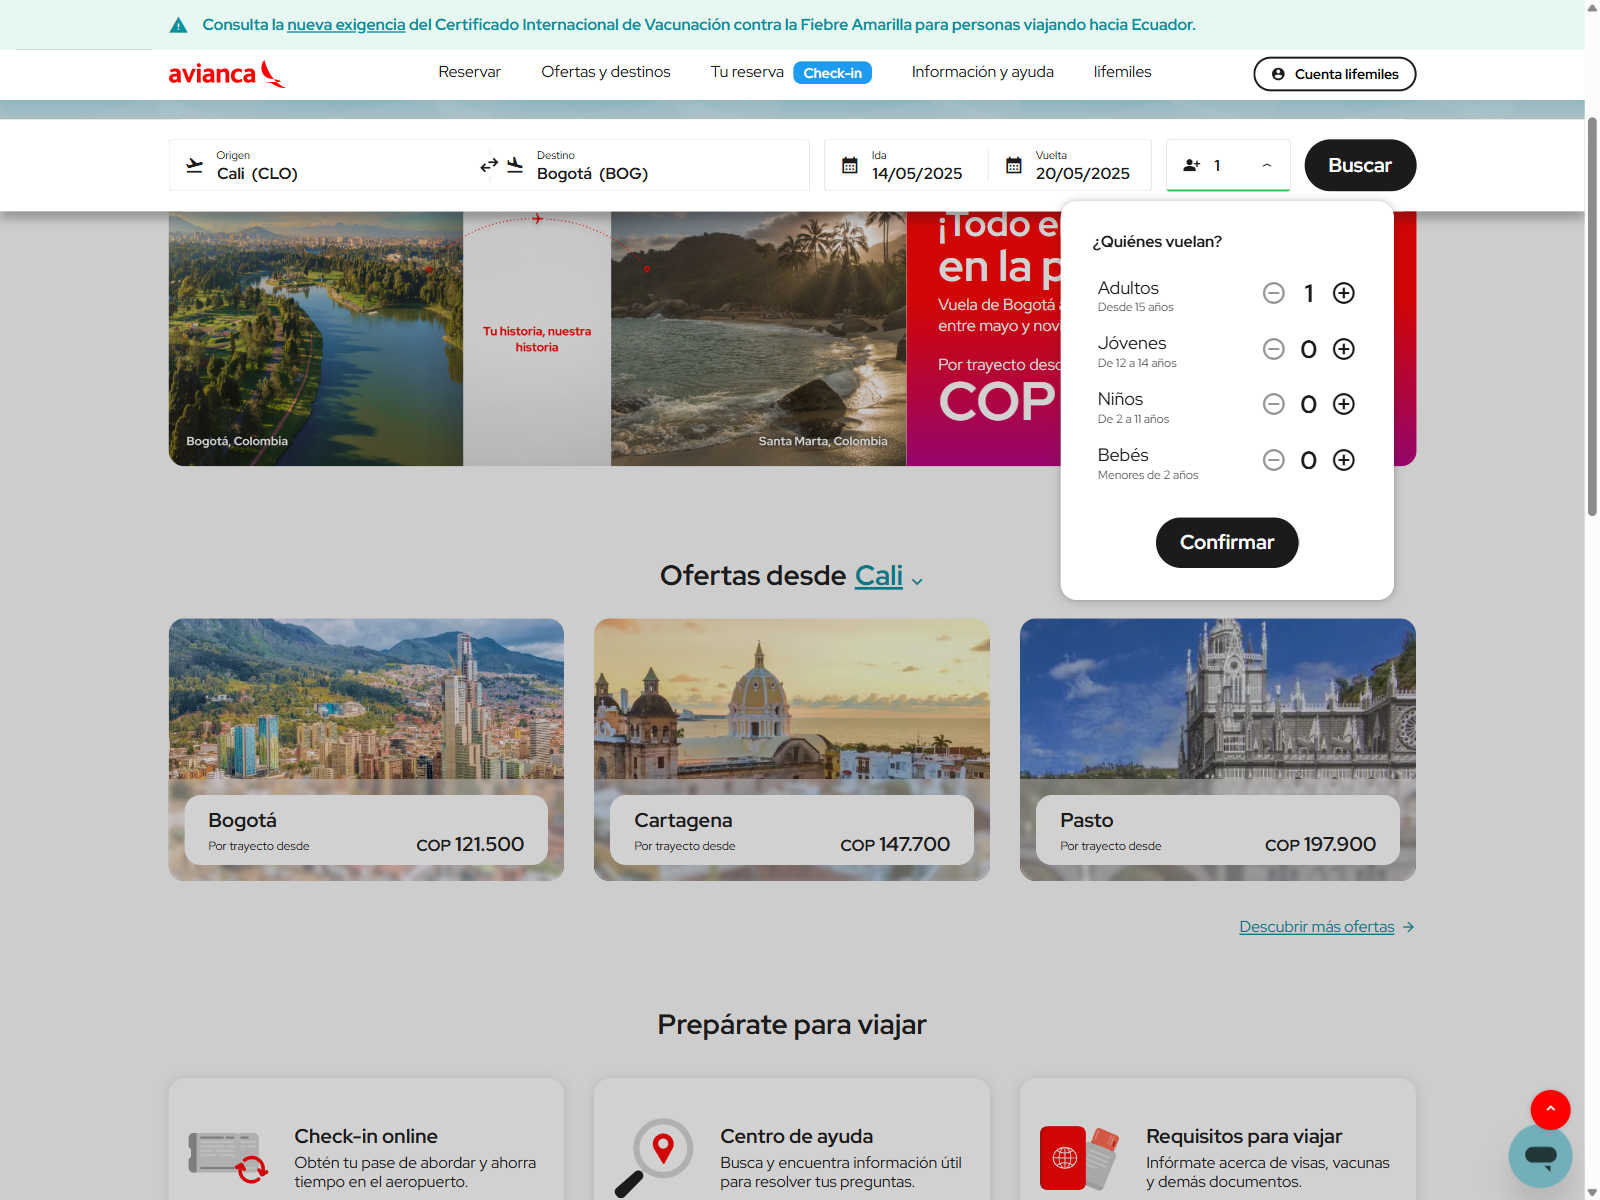 Consulta la nueva exigencia del Certificado Internacional de Vacunación contra la Fiebre Amarilla para personas viajando hacia Ecuador.
avianca
Reservar
Ofertas y destinos
Tu reserva
Check-in
Información y ayuda
lifemiles
Cuenta lifemiles
Origen
Cali (CLO)
Destino
Bogotá (BOG)
Ida
14/05/2025
Vuelta
20/05/2025
1
Buscar
Tu historia, nuestra
historia
Bogotá, Colombia
Santa Marta, Colombia
¡Todo e
en la p
Vuela de Bogotá
entre mayo y novi
Por trayecto desd
COP
¿Quiénes vuelan?
Adultos
Desde 15 años
1
Jóvenes
De 12 a 14 años
0
Niños
De 2 a 11 años
0
Bebés
Menores de 2 años
0
Confirmar
Ofertas desde Cali
Bogotá
Por trayecto desde
COP 121.500
Cartagena
Por trayecto desde
COP 147.700
Pasto
Por trayecto desde
COP 197.900
Descubrir más ofertas
Prepárate para viajar
Check-in online
Obtén tu pase de abordar y ahorra
tiempo en el aeropuerto.
Centro de ayuda
Busca y encuentra información útil
para resolver tus preguntas.
Requisitos para viajar
Infórmate acerca de visas, vacunas
y demás documentos.